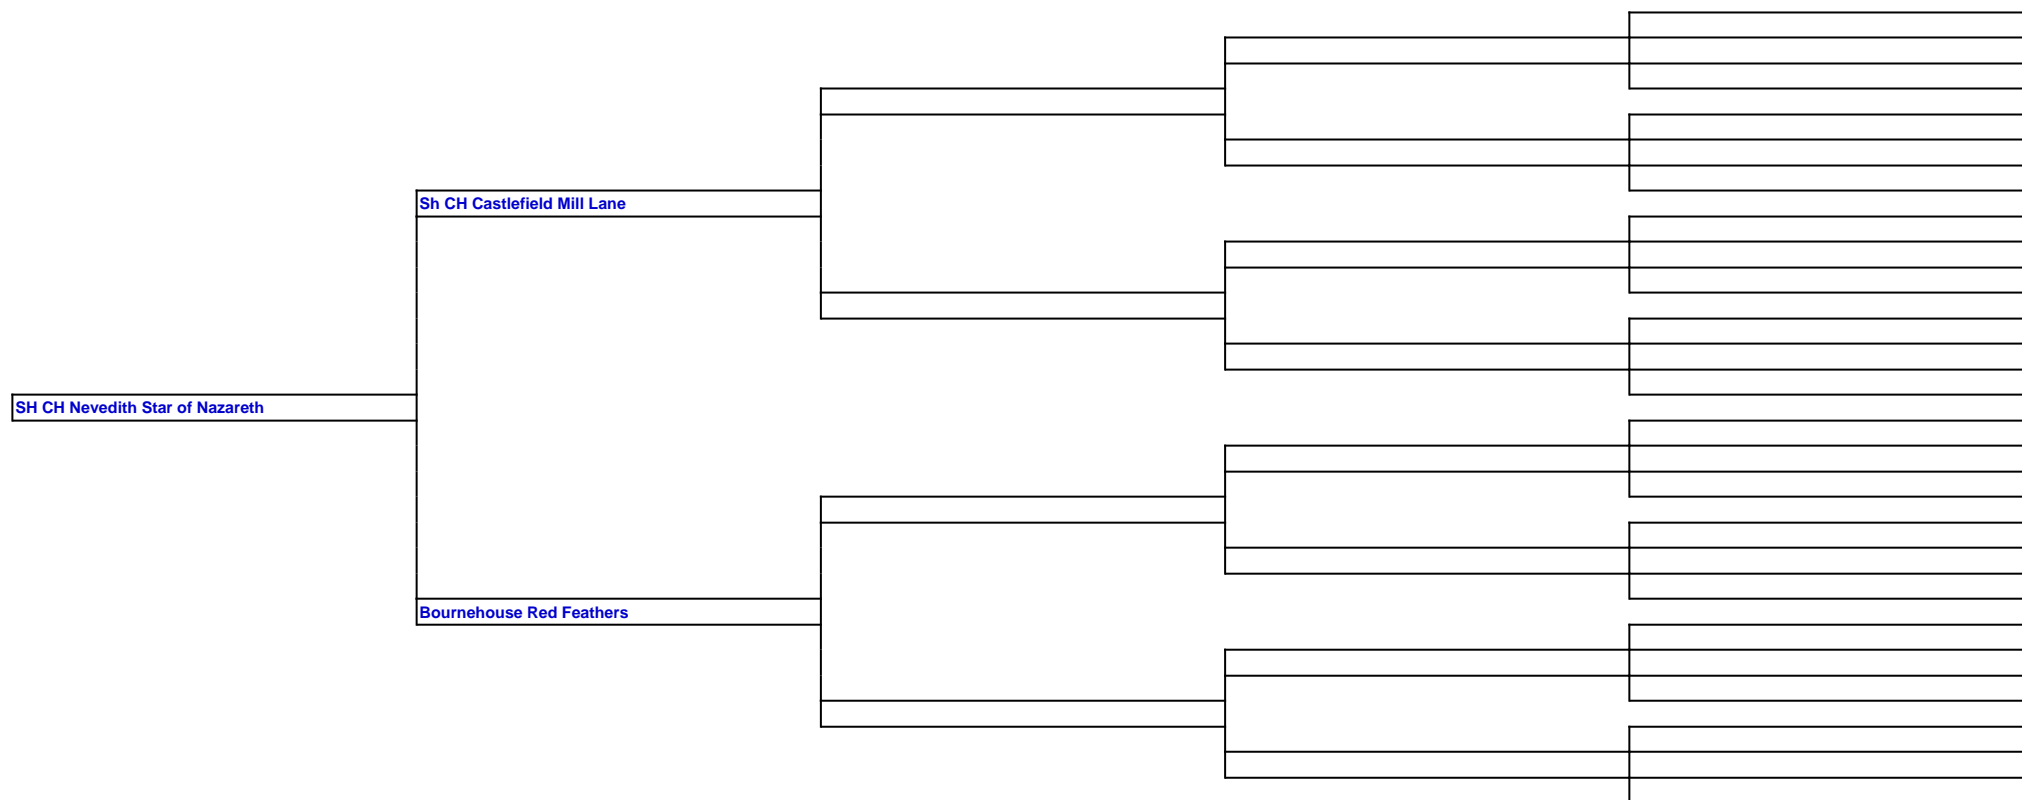 Sh CH Castlefield Mill Lane
SH CH Nevedith Star of Nazareth
Bournehouse Red Feathers